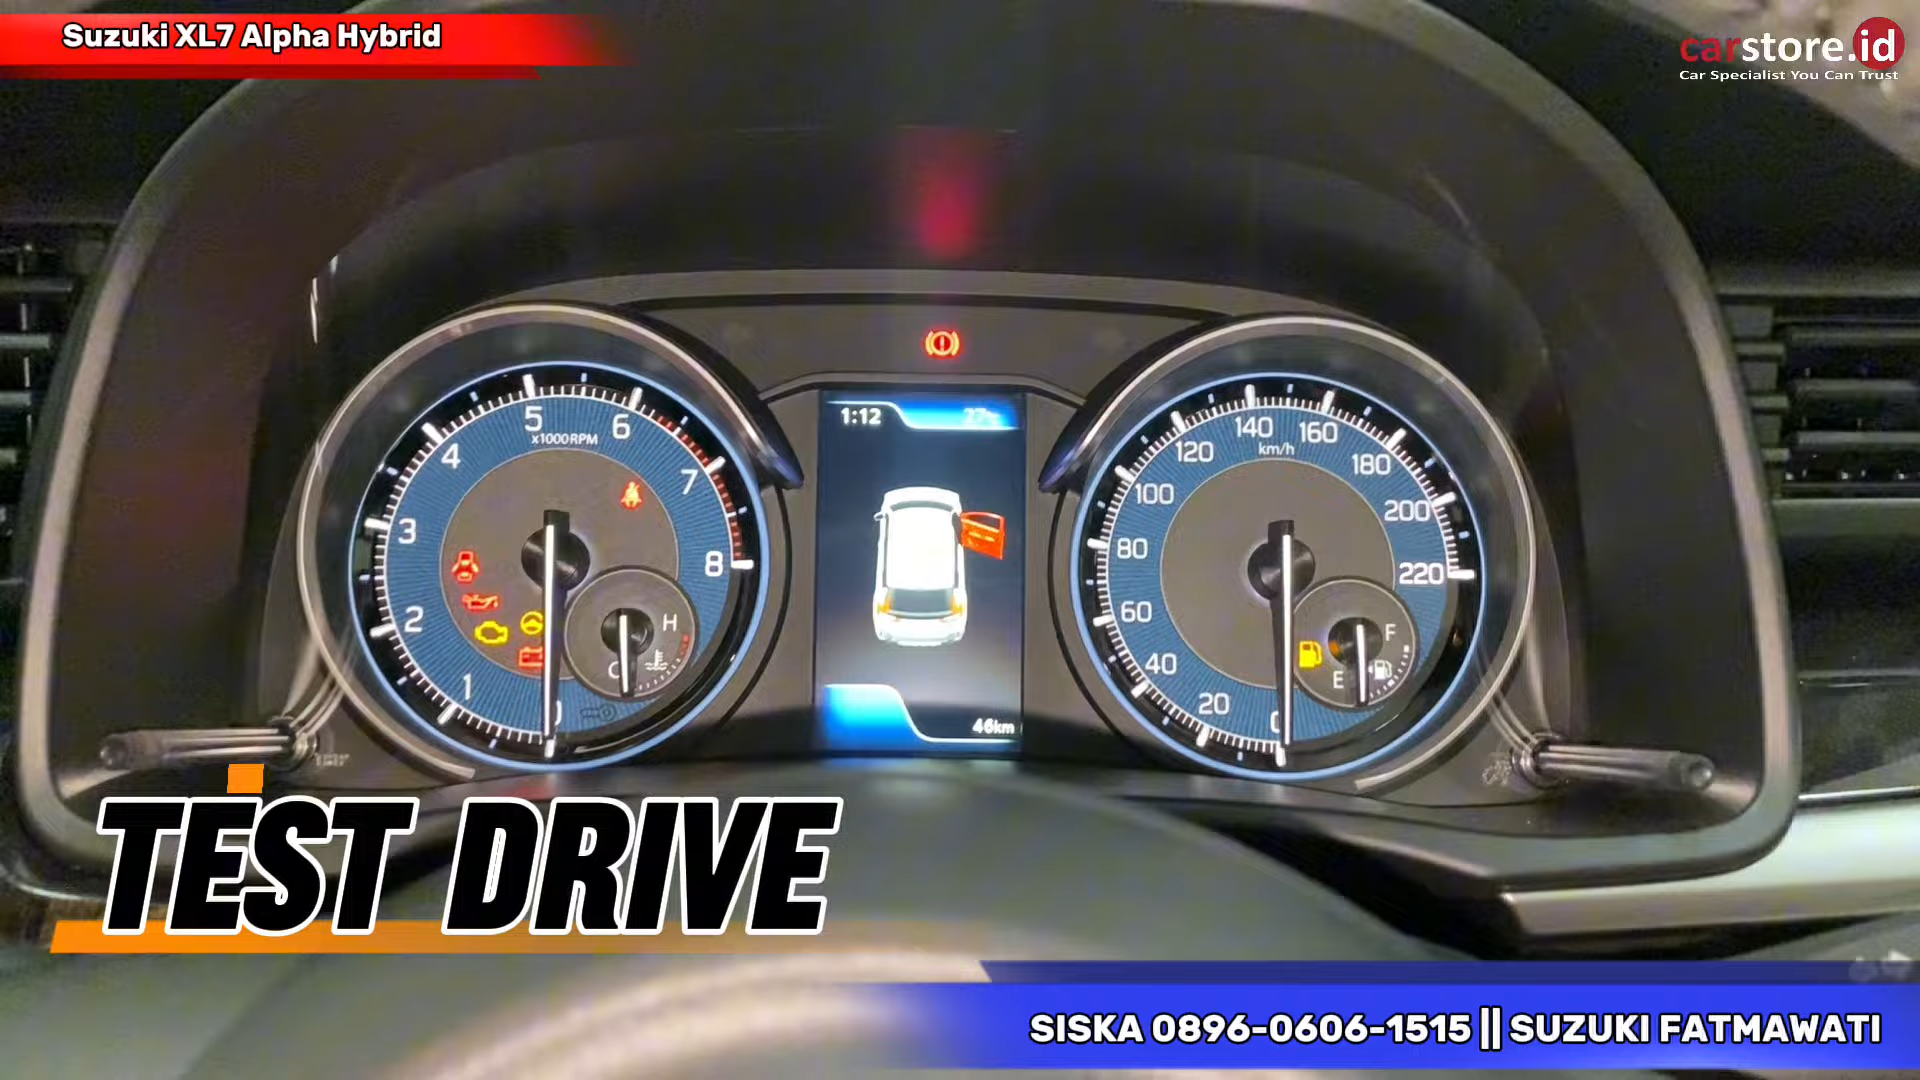 Suzuki XL7 Alpha Hybrid
carstore.id
Car Specialist You Can Trust
1:12
27
5
6
x1000RPM
4
7
3
8
2
1
H
C
140
160
km/h
120
180
100
200
80
220
60
40
20
0
F
E
46km
TEST DRIVE
SISKA 0896-0606-1515 || SUZUKI FATMAWATI